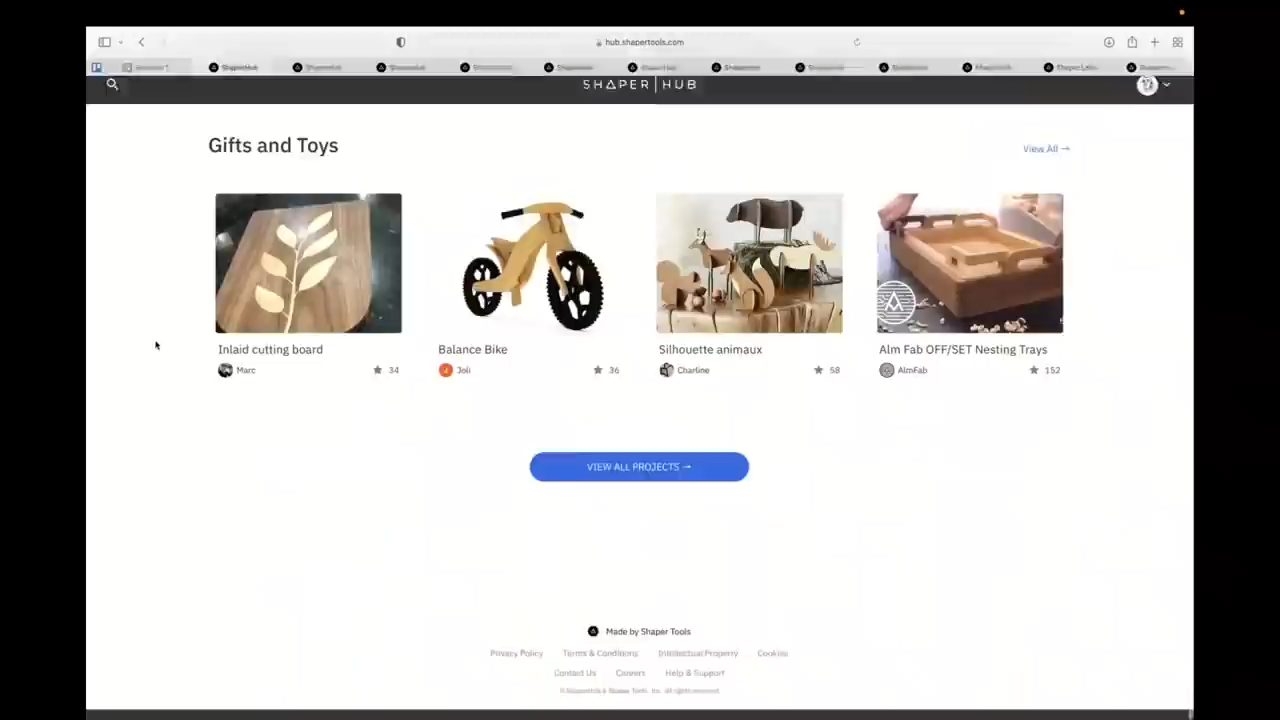 hub.shapertools.com
SHAPER | HUB
Gifts and Toys
View All →
Inlaid cutting board
Marc
34
Balance Bike
Joli
36
Silhouette animaux
Charline
58
Alm Fab OFF/SET Nesting Trays
AlmFab
152
VIEW ALL PROJECTS →
Made by Shaper Tools
Privacy Policy Terms & Conditions Intellectual Property Cookies
Contact Us Careers Help & Support